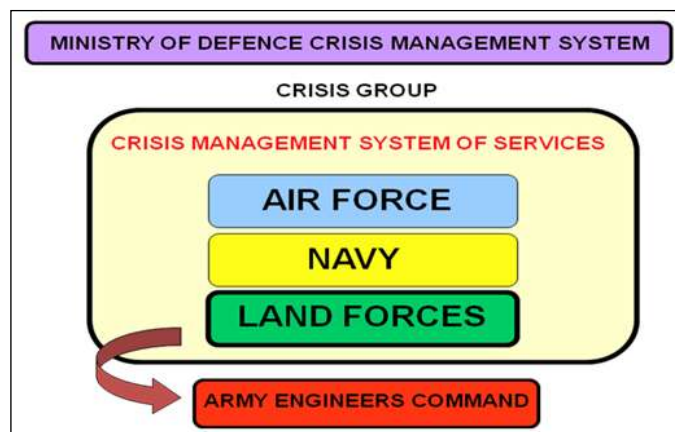 MINISTRY OF DEFENCE CRISIS MANAGEMENT SYSTEM
CRISIS GROUP
CRISIS MANAGEMENT SYSTEM OF SERVICES
AIR FORCE
NAVY
LAND FORCES
ARMY ENGINEERS COMMAND